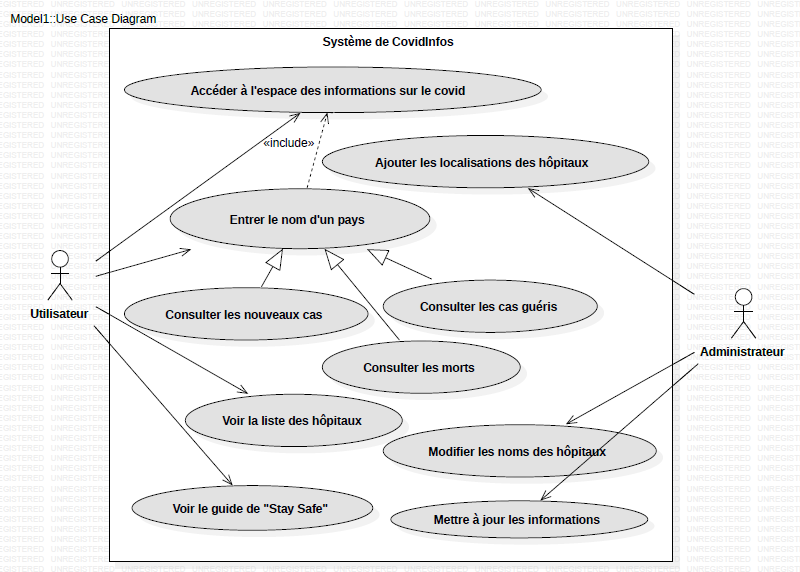 Model1::Use Case Diagram
Système de CovidInfos
Accéder à l'espace des informations sur le covid
«include»
Ajouter les localisations des hôpitaux
Entrer le nom d'un pays
Utilisateur
Consulter les nouveaux cas
Consulter les cas guéris
Administrateur
Consulter les morts
Voir la liste des hôpitaux
Modifier les noms des hôpitaux
Voir le guide de "Stay Safe"
Mettre à jour les informations
UNREGISTERED